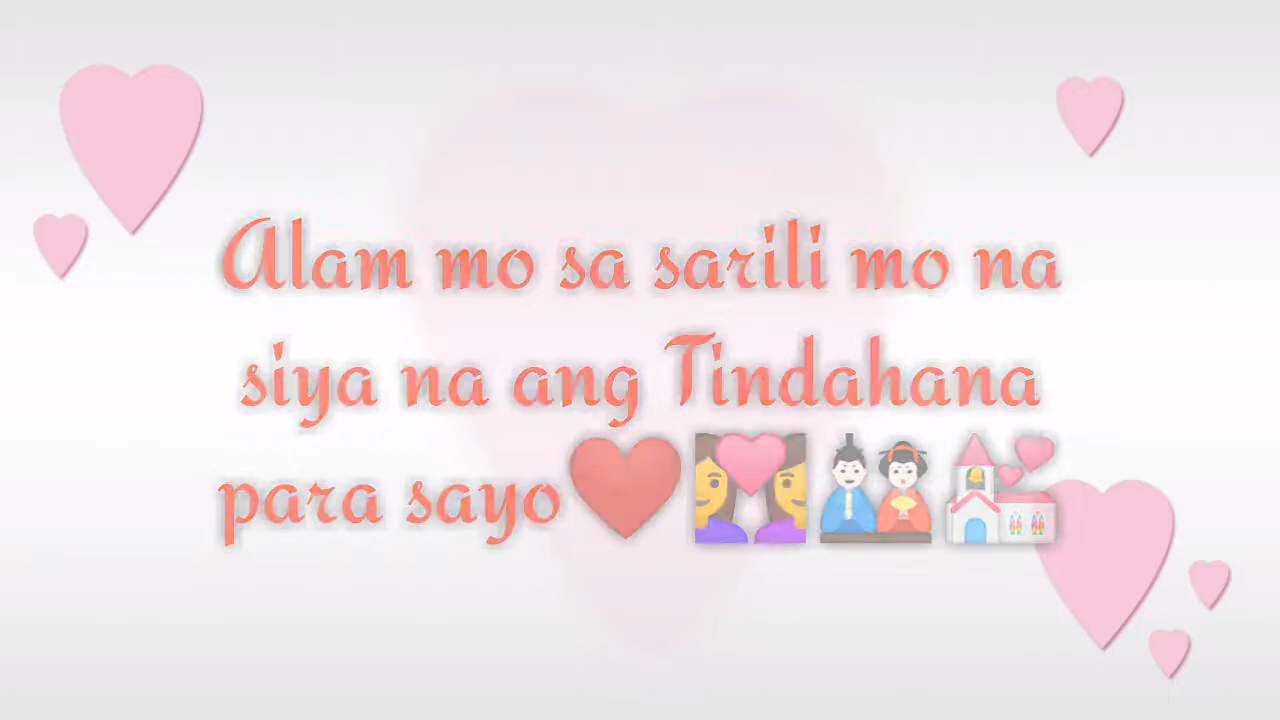 Alam mo sa sarili mo na
siya na ang Tindahana
para sayo❤️👩‍❤️‍👩🎎💒